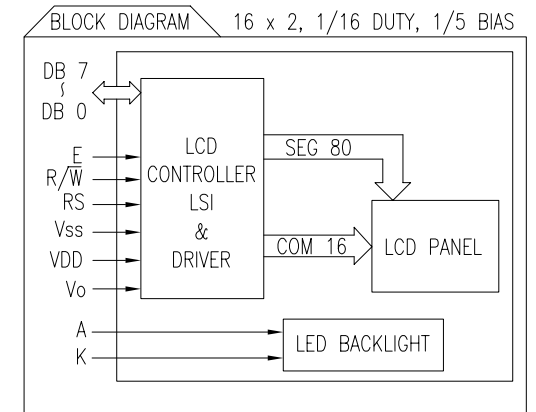 BLOCK DIAGRAM 16 x 2, 1/16 DUTY, 1/5 BIAS
DB 7
~
DB 0
E
R/W̅
RS
Vss
VDD
Vo
A
K
LCD
CONTROLLER
LSI
&
DRIVER
SEG 80
COM 16
LCD PANEL
LED BACKLIGHT